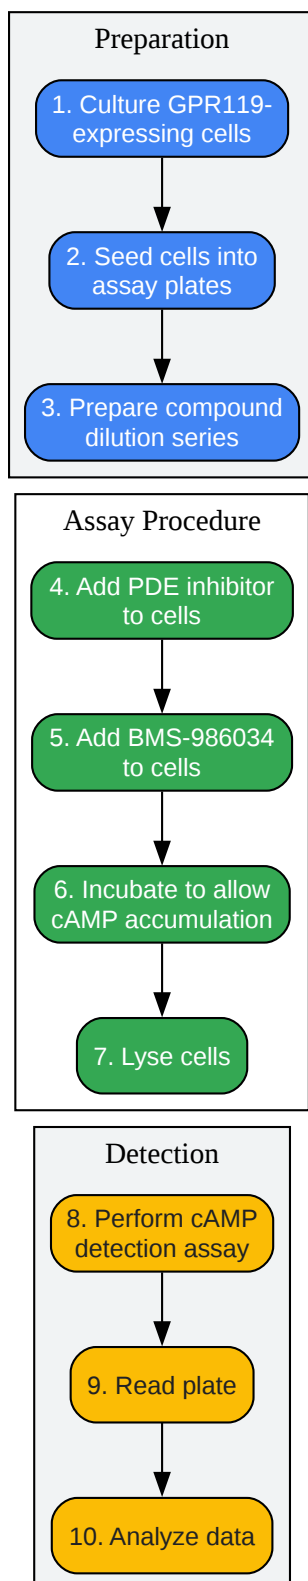 Preparation
1. Culture GPR119-
expressing cells
2. Seed cells into
assay plates
3. Prepare compound
dilution series
Assay Procedure
4. Add PDE inhibitor
to cells
5. Add BMS-986034
to cells
6. Incubate to allow
cAMP accumulation
7. Lyse cells
Detection
8. Perform cAMP
detection assay
9. Read plate
10. Analyze data